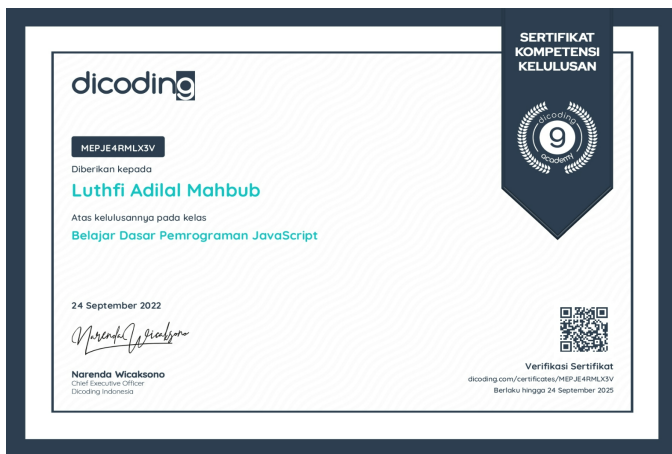 SERTIFIKAT
KOMPETENSI
KELULUSAN
dicoding
dicoding
academy
MEPJE4RMLX3V
Diberikan kepada
Luthfi Adilal Mahbub
Atas kelulusannya pada kelas
Belajar Dasar Pemrograman JavaScript
24 September 2022
Narenda Wicaksono
Narenda Wicaksono
Chief Executive Officer
Dicoding Indonesia
Verifikasi Sertifikat
dicoding.com/certificates/MEPJE4RMLX3V
Berlaku hingga 24 September 2025